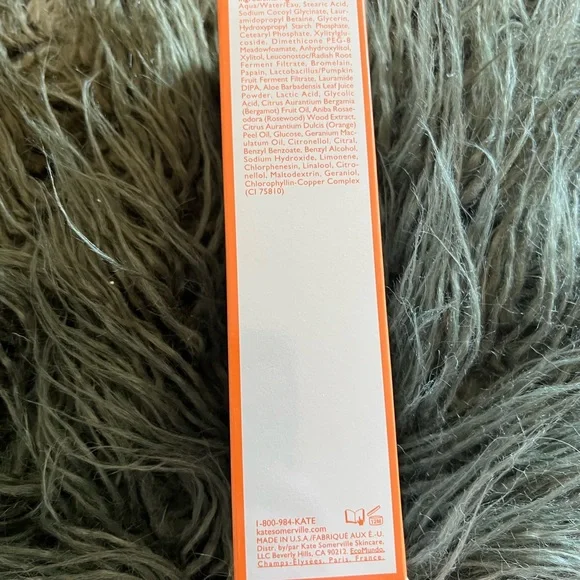 Aqua/Water/Eau, Stearic Acid,
Sodium Cocoyl Glycinate, Laur-
amidopropyl Betaine, Glycerin,
Hydroxypropyl Starch Phosphate,
Cetearyl Phosphate, Xylitylglu-
coxide, Dimethicone PEG-8
Meadowfoamate, Anhydroxylitol,
Xylitol, Leuconostoc/Radish Root
Ferment Filtrate, Bromelain,
Papain, Lactobacillus/Pumpkin
Fruit Ferment Filtrate, Lauramide
DIPA, Aloe Barbadensis Leaf Juice
Powder, Lactic Acid, Glycolic
Acid, Citrus Aurantium Bergamia
(Bergamot) Fruit Oil, Aniba Rosae-
odora (Rosewood) Wood Extract,
Citrus Aurantium Dulcis (Orange)
Peel Oil, Glucose, Geranium Mac-
ulatum Oil, Citronellol, Citral,
Benzyl Benzoate, Benzyl Alcohol,
Sodium Hydroxide, Limonene,
Chlorphenesin, Linalool, Citro-
nellol, Maltodextrin, Geraniol,
Chlorophyllin-Copper Complex
(CI 75810)
1-800-984-KATE
katesomerville.com
12M
MADE IN U.S.A./FABRIQUÉ AUX É.-U.
Distr. by/par Kate Somerville Skincare,
LLC Beverly Hills, CA 90212. EcoMundo,
Champs-Élysées, Paris, France.